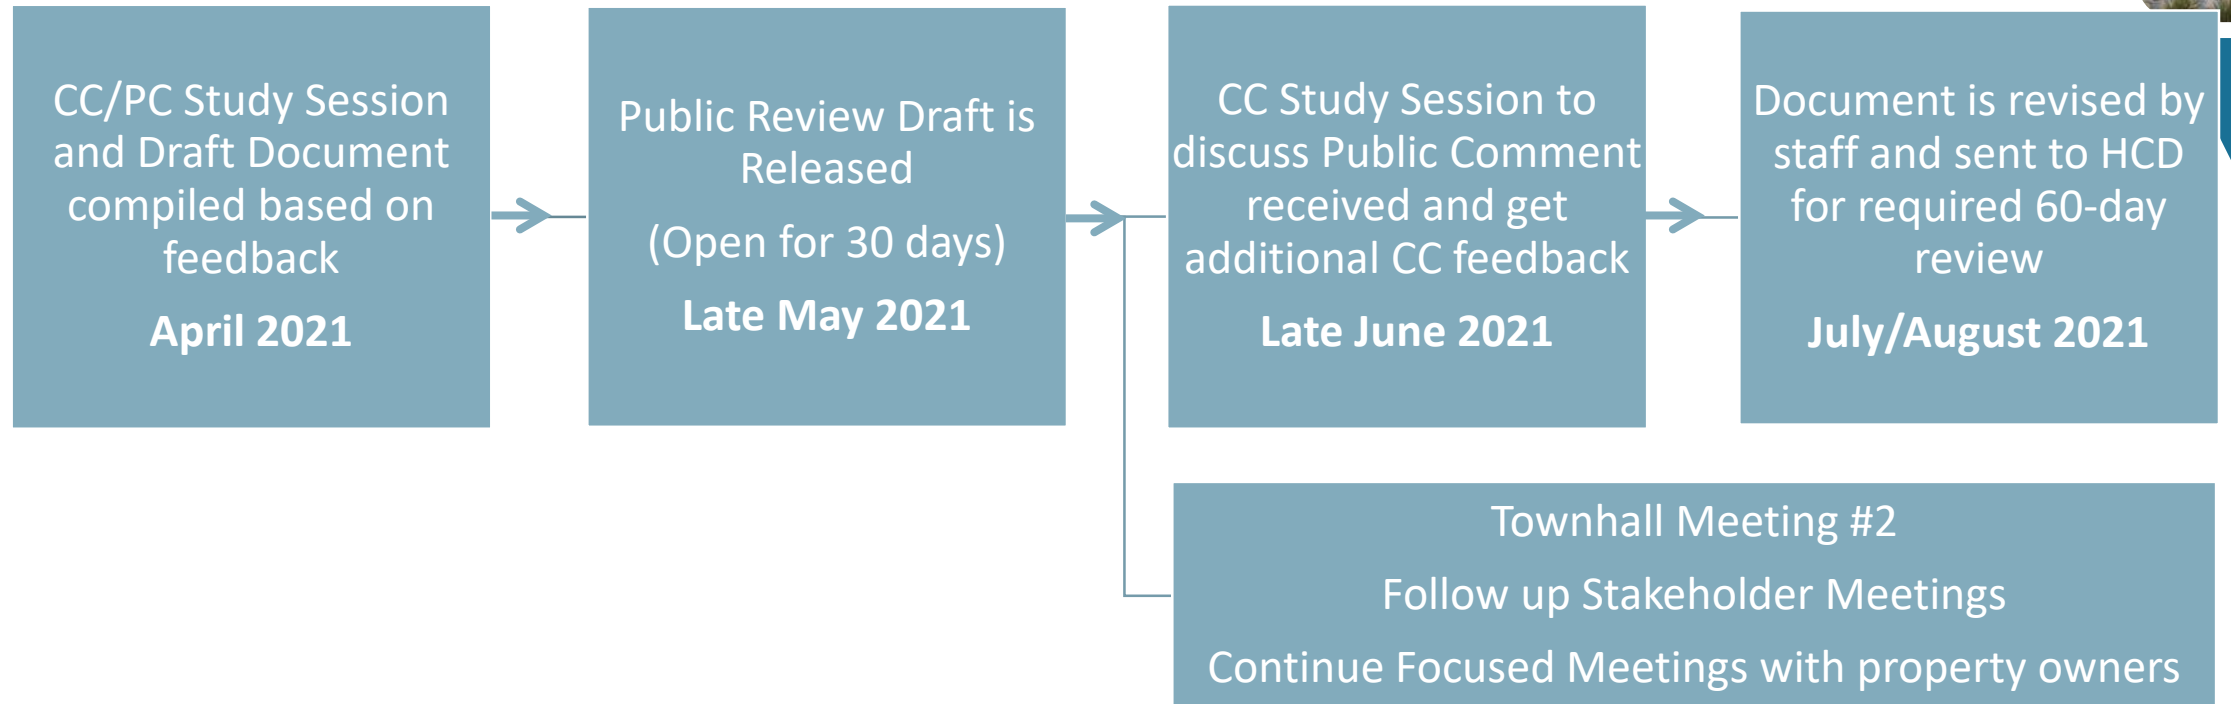 CC/PC Study Session
and Draft Document
compiled based on
feedback
April 2021
Public Review Draft is
Released
(Open for 30 days)
Late May 2021
CC Study Session to
discuss Public Comment
received and get
additional CC feedback
Late June 2021
Document is revised by
staff and sent to HCD
for required 60-day
review
July/August 2021
Townhall Meeting #2
Follow up Stakeholder Meetings
Continue Focused Meetings with property owners